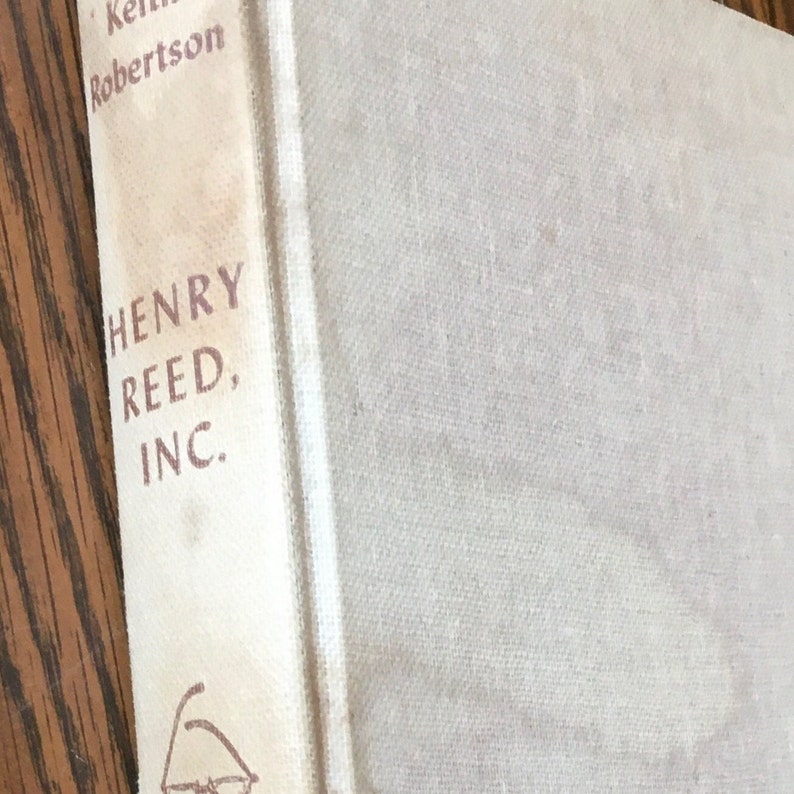 Robertson
HENRY
REED,
INC.